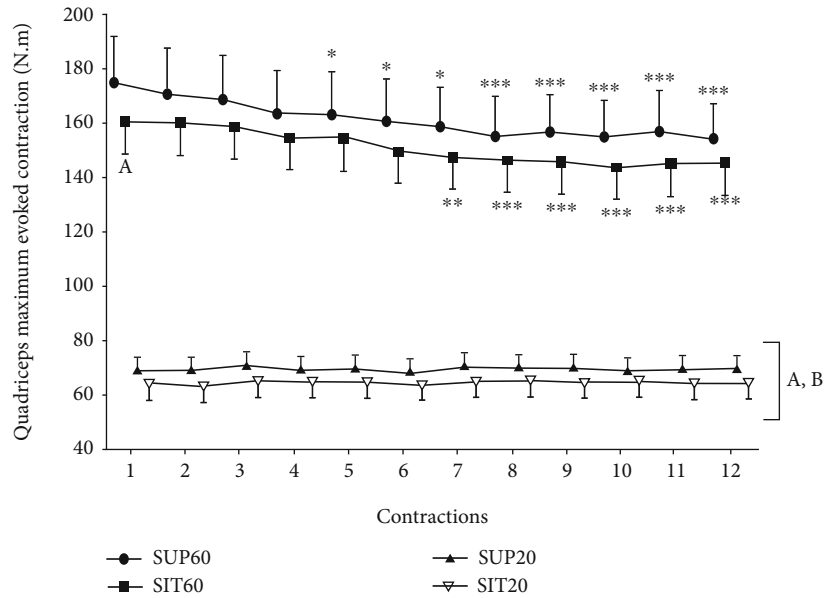 Quadriceps maximum evoked contraction (N.m)
200
180
160
140
120
100
80
60
40
* * * *** *** *** *** ***
A
** *** *** *** *** ***
A, B
1 2 3 4 5 6 7 8 9 10 11 12
Contractions
SUP60 SUP20
SIT60 SIT20